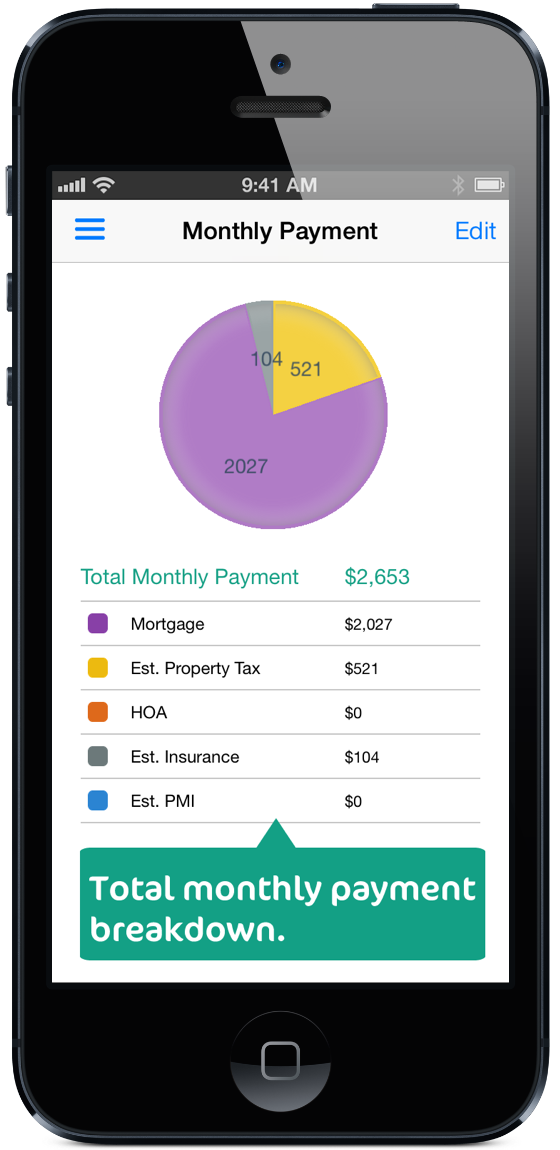 9:41 AM
Monthly Payment Edit
104
521
2027
Total Monthly Payment $2,653
Mortgage $2,027
Est. Property Tax $521
HOA $0
Est. Insurance $104
Est. PMI $0
Total monthly payment
breakdown.